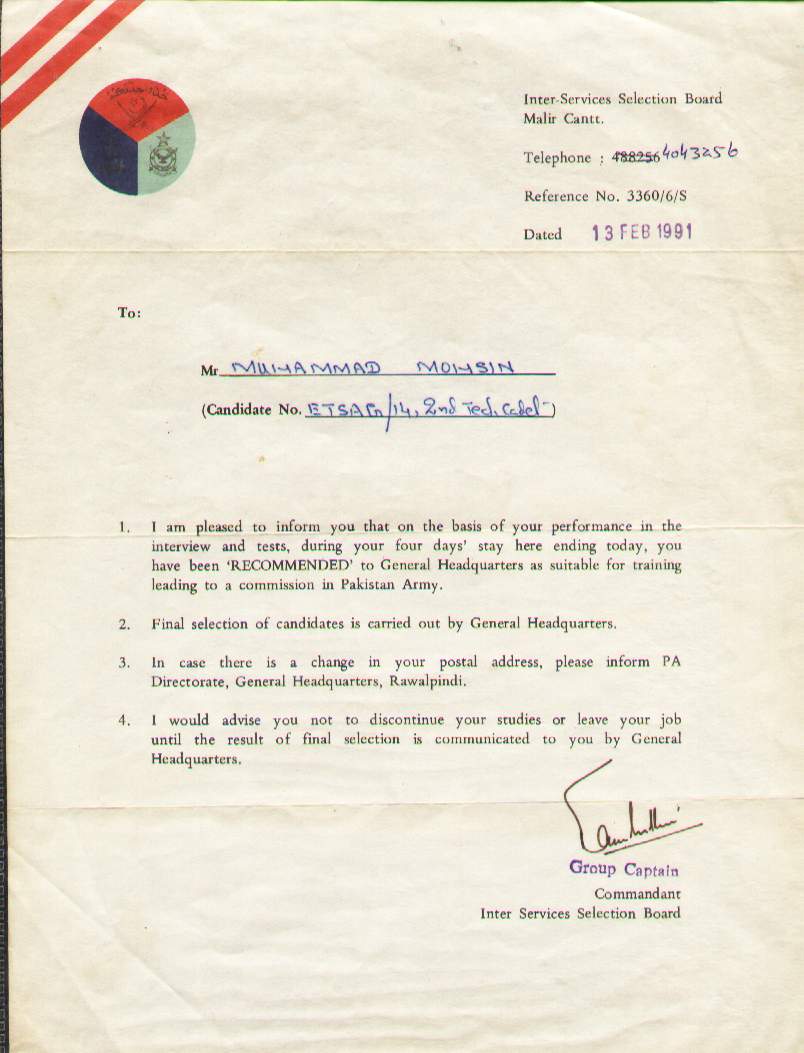 Inter-Services Selection Board
Malir Cantt.
Telephone : 488256 4043256
Reference No. 3360/6/S
Dated 13 FEB 1991
To:
Mr MUHAMMAD MOHSIN
(Candidate No. ETSAG/14, 2nd Tech. Cadet)
1. I am pleased to inform you that on the basis of your performance in the
interview and tests, during your four days' stay here ending today, you
have been 'RECOMMENDED' to General Headquarters as suitable for training
leading to a commission in Pakistan Army.
2. Final selection of candidates is carried out by General Headquarters.
3. In case there is a change in your postal address, please inform PA
Directorate, General Headquarters, Rawalpindi.
4. I would advise you not to discontinue your studies or leave your job
until the result of final selection is communicated to you by General
Headquarters.
Group Captain
Commandant
Inter Services Selection Board